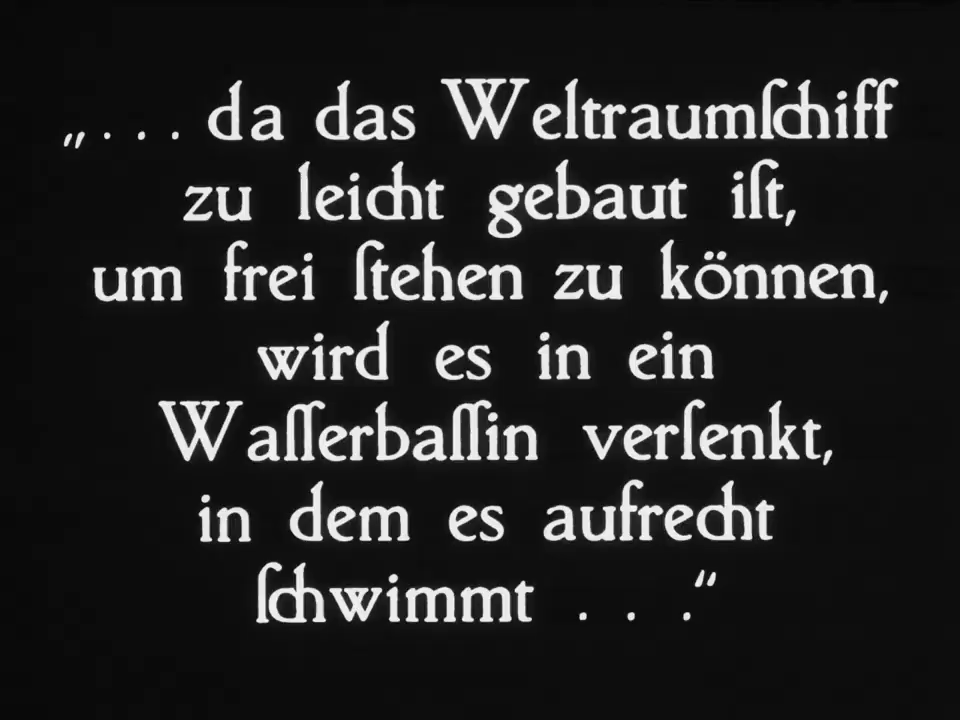 „. . . da das Weltraumſchiff
zu leicht gebaut iſt,
um frei ſtehen zu können,
wird es in ein
Waſſerbaſſin verſenkt,
in dem es aufrecht
ſchwimmt . . .“